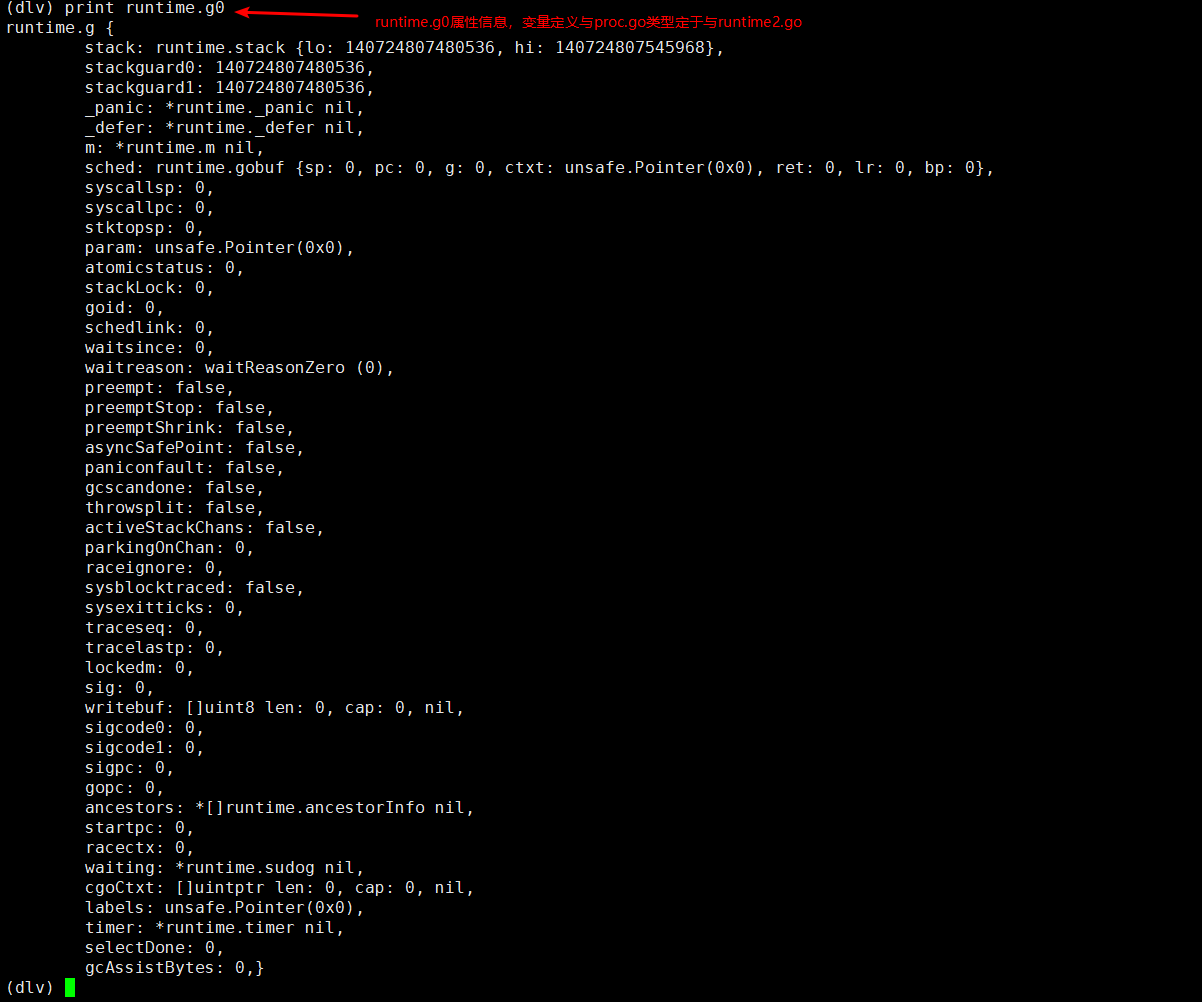 (dlv) print runtime.g0
runtime.g0属性信息，变量定义与proc.go类型定于与runtime2.go
runtime.g {
stack: runtime.stack {lo: 140724807480536, hi: 140724807545968},
stackguard0: 140724807480536,
stackguard1: 140724807480536,
_panic: *runtime._panic nil,
_defer: *runtime._defer nil,
m: *runtime.m nil,
sched: runtime.gobuf {sp: 0, pc: 0, g: 0, ctxt: unsafe.Pointer(0x0), ret: 0, lr: 0, bp: 0},
syscallsp: 0,
syscallpc: 0,
stktopsp: 0,
param: unsafe.Pointer(0x0),
atomicstatus: 0,
stackLock: 0,
goid: 0,
schedlink: 0,
waitsince: 0,
waitreason: waitReasonZero (0),
preempt: false,
preemptStop: false,
preemptShrink: false,
asyncSafePoint: false,
paniconfault: false,
gcscandone: false,
throwsplit: false,
activeStackChans: false,
parkingOnChan: 0,
raceignore: 0,
sysblocktraced: false,
sysexitticks: 0,
traceseq: 0,
tracelastp: 0,
lockedm: 0,
sig: 0,
writebuf: []uint8 len: 0, cap: 0, nil,
sigcode0: 0,
sigcode1: 0,
sigpc: 0,
gopc: 0,
ancestors: *[]runtime.ancestorInfo nil,
startpc: 0,
racectx: 0,
waiting: *runtime.sudog nil,
cgoCtxt: []uintptr len: 0, cap: 0, nil,
labels: unsafe.Pointer(0x0),
timer: *runtime.timer nil,
selectDone: 0,
gcAssistBytes: 0,}
(dlv)